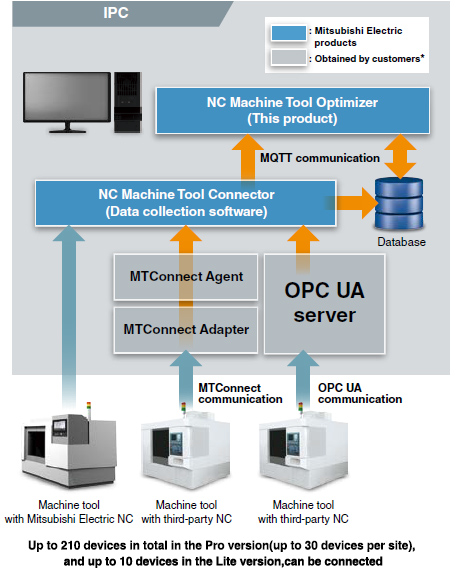 IPC
: Mitsubishi Electric
products
: Obtained by customers*
NC Machine Tool Optimizer
(This product)
MQTT communication
NC Machine Tool Connector
(Data collection software)
Database
MTConnect Agent
MTConnect Adapter
OPC UA
server
MTConnect
communication
OPC UA
communication
Machine tool
with Mitsubishi Electric NC
Machine tool
with third-party NC
Machine tool
with third-party NC
Up to 210 devices in total in the Pro version(up to 30 devices per site),
and up to 10 devices in the Lite version,can be connected